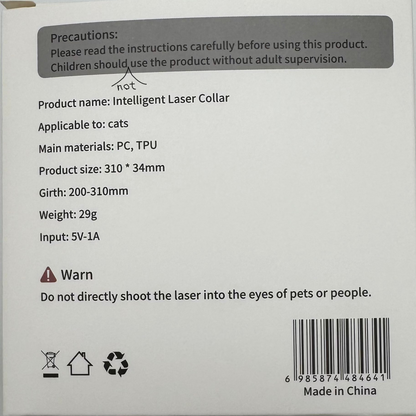 Precautions:
Please read the instructions carefully before using this product.
Children should use the product without adult supervision.
not
Product name: Intelligent Laser Collar
Applicable to: cats
Main materials: PC, TPU
Product size: 310 * 34mm
Girth: 200-310mm
Weight: 29g
Input: 5V-1A
Warn
Do not directly shoot the laser into the eyes of pets or people.
6 985874 484641
Made in China